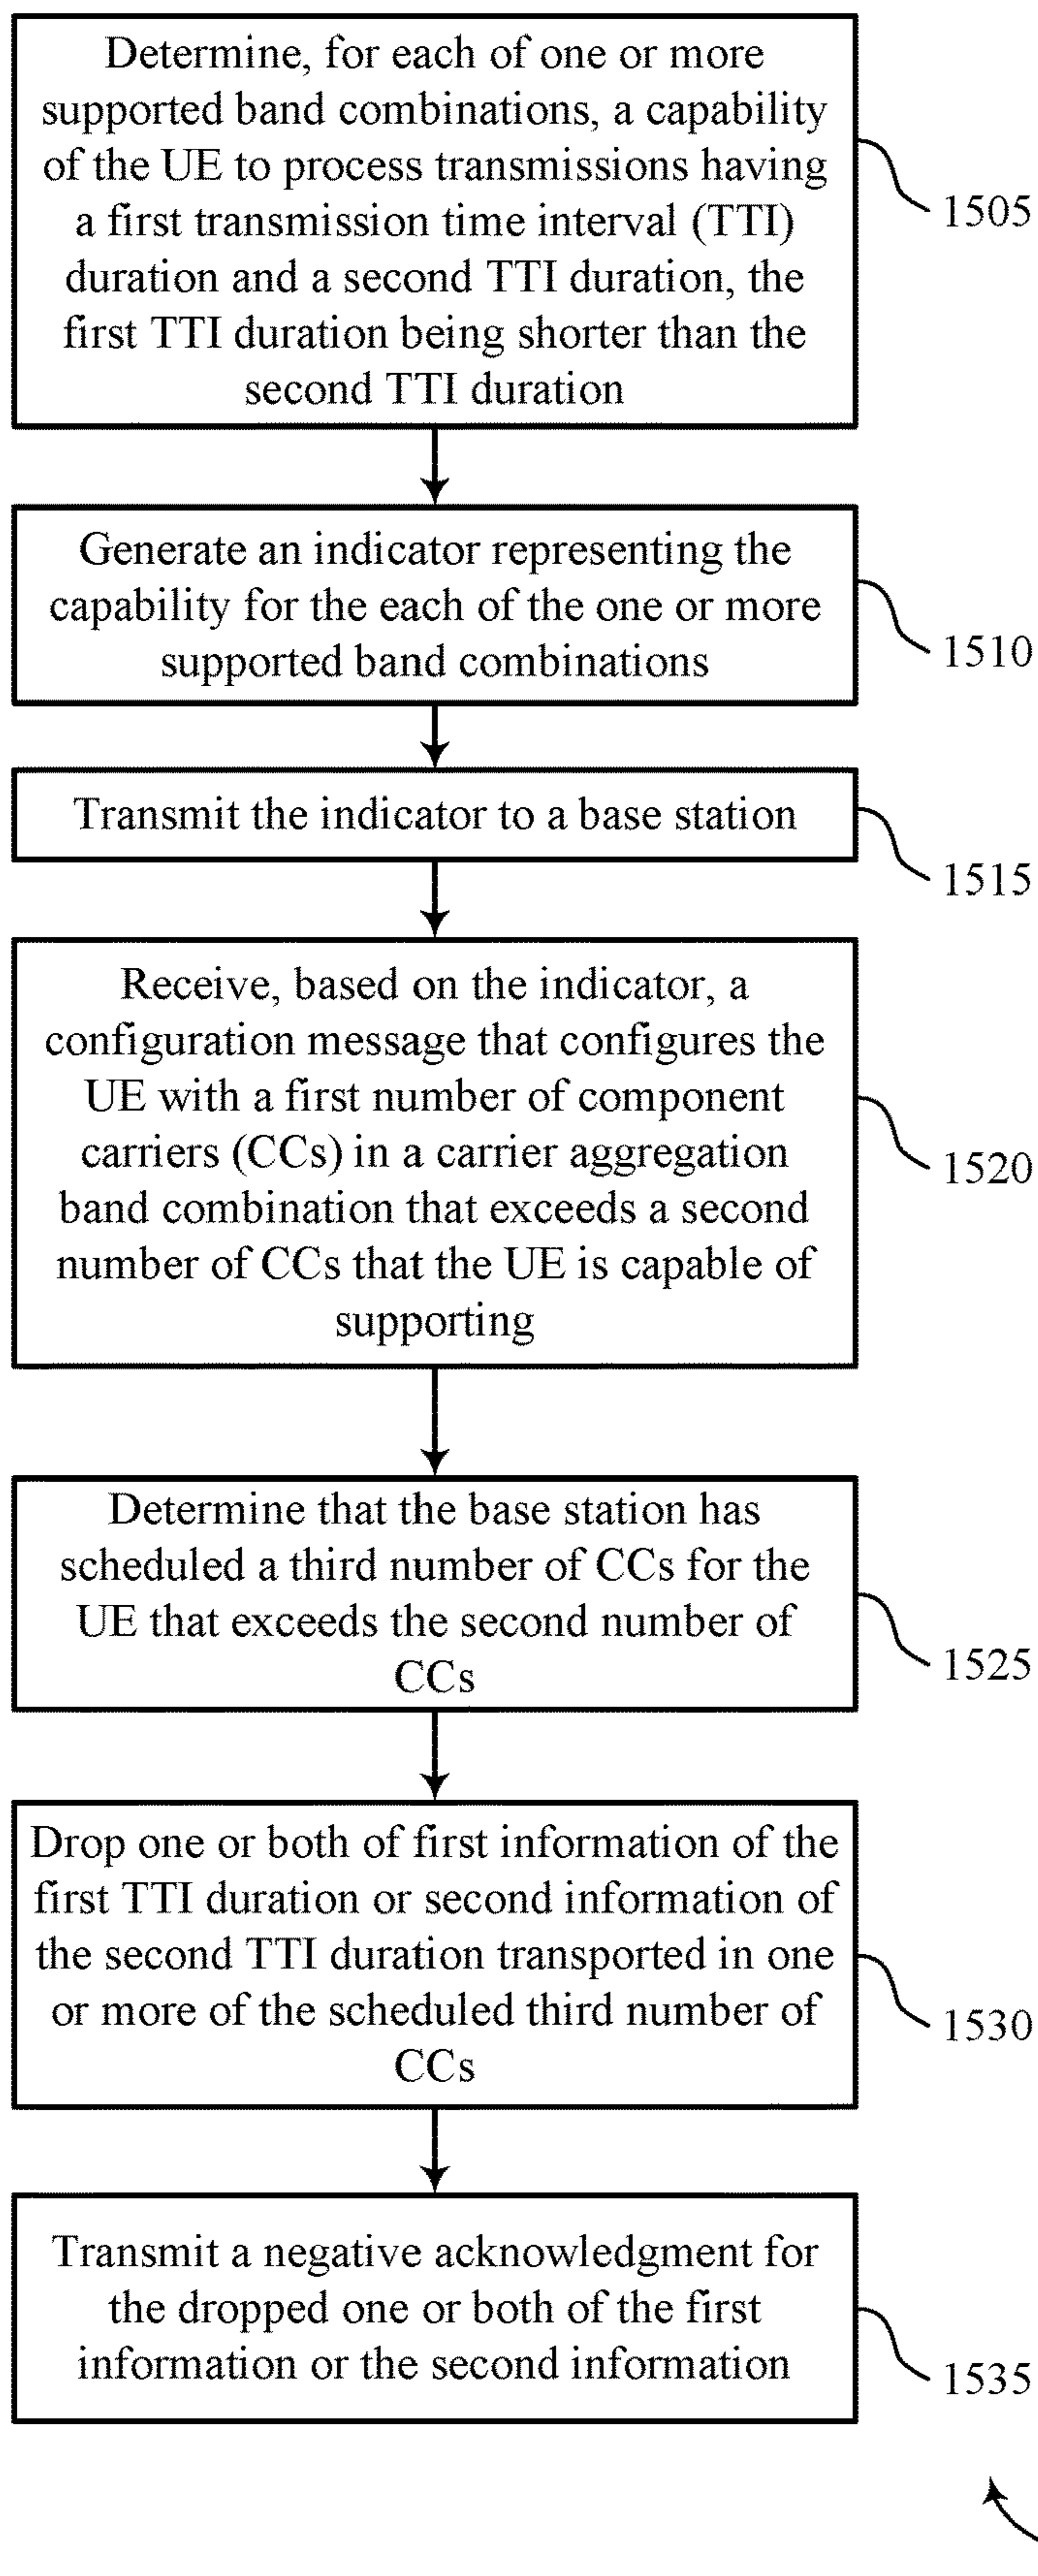 Determine, for each of one or more
supported band combinations, a capability
of the UE to process transmissions having
a first transmission time interval (TTI)
duration and a second TTI duration, the
first TTI duration being shorter than the
second TTI duration
1505
Generate an indicator representing the
capability for the each of the one or more
supported band combinations
1510
Transmit the indicator to a base station
1515
Receive, based on the indicator, a
configuration message that configures the
UE with a first number of component
carriers (CCs) in a carrier aggregation
band combination that exceeds a second
number of CCs that the UE is capable of
supporting
1520
Determine that the base station has
scheduled a third number of CCs for the
UE that exceeds the second number of
CCs
1525
Drop one or both of first information of the
first TTI duration or second information of
the second TTI duration transported in one
or more of the scheduled third number of
CCs
1530
Transmit a negative acknowledgment for
the dropped one or both of the first
information or the second information
1535